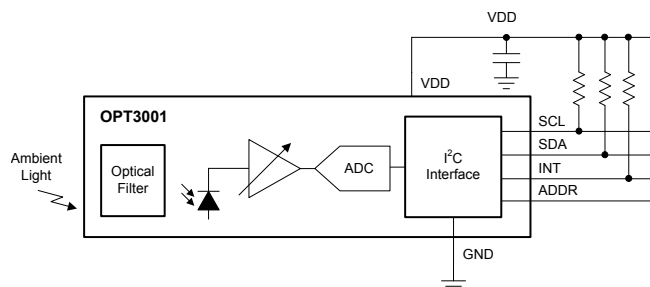 VDD
VDD
OPT3001
Ambient
Light
Optical
Filter
ADC
I²C
Interface
SCL
SDA
INT
ADDR
GND